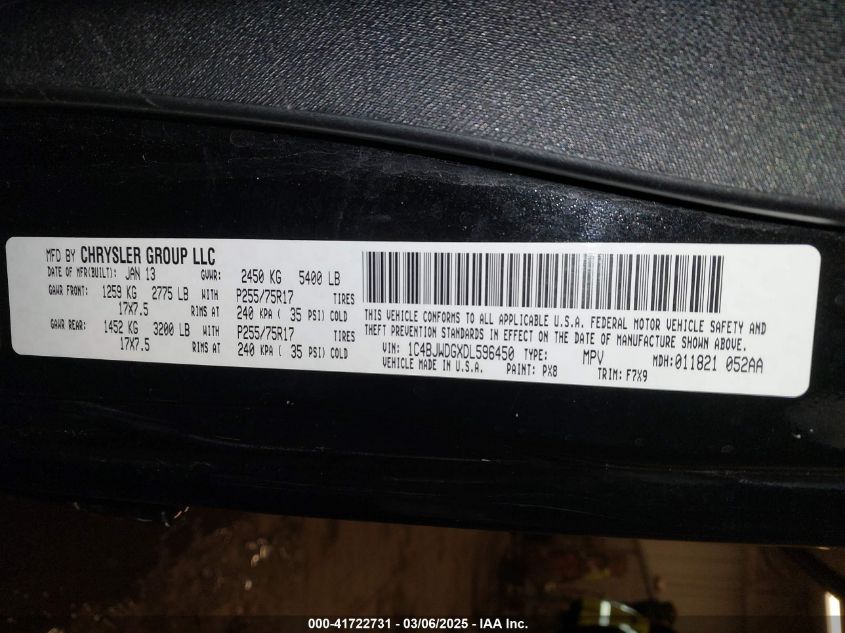 MFD BY CHRYSLER GROUP LLC
DATE OF MFR(BUILT): JAN 13 GVWR: 2450 KG 5400 LB
GAWR FRONT: 1259 KG 2775 LB WITH P255/75R17 TIRES
17X7.5 RIMS AT 240 KPA ( 35 PSI) COLD
GAWR REAR: 1452 KG 3200 LB WITH P255/75R17 TIRES
17X7.5 RIMS AT 240 KPA ( 35 PSI) COLD
THIS VEHICLE CONFORMS TO ALL APPLICABLE U.S.A. FEDERAL MOTOR VEHICLE SAFETY AND
THEFT PREVENTION STANDARDS IN EFFECT ON THE DATE OF MANUFACTURE SHOWN ABOVE.
VIN: 1C4BJWDGXDL596450 TYPE: MPV MDH:011821 052AA
VEHICLE MADE IN U.S.A. PAINT: PX8 TRIM: F7X9
000-41722731 - 03/06/2025 - IAA Inc.